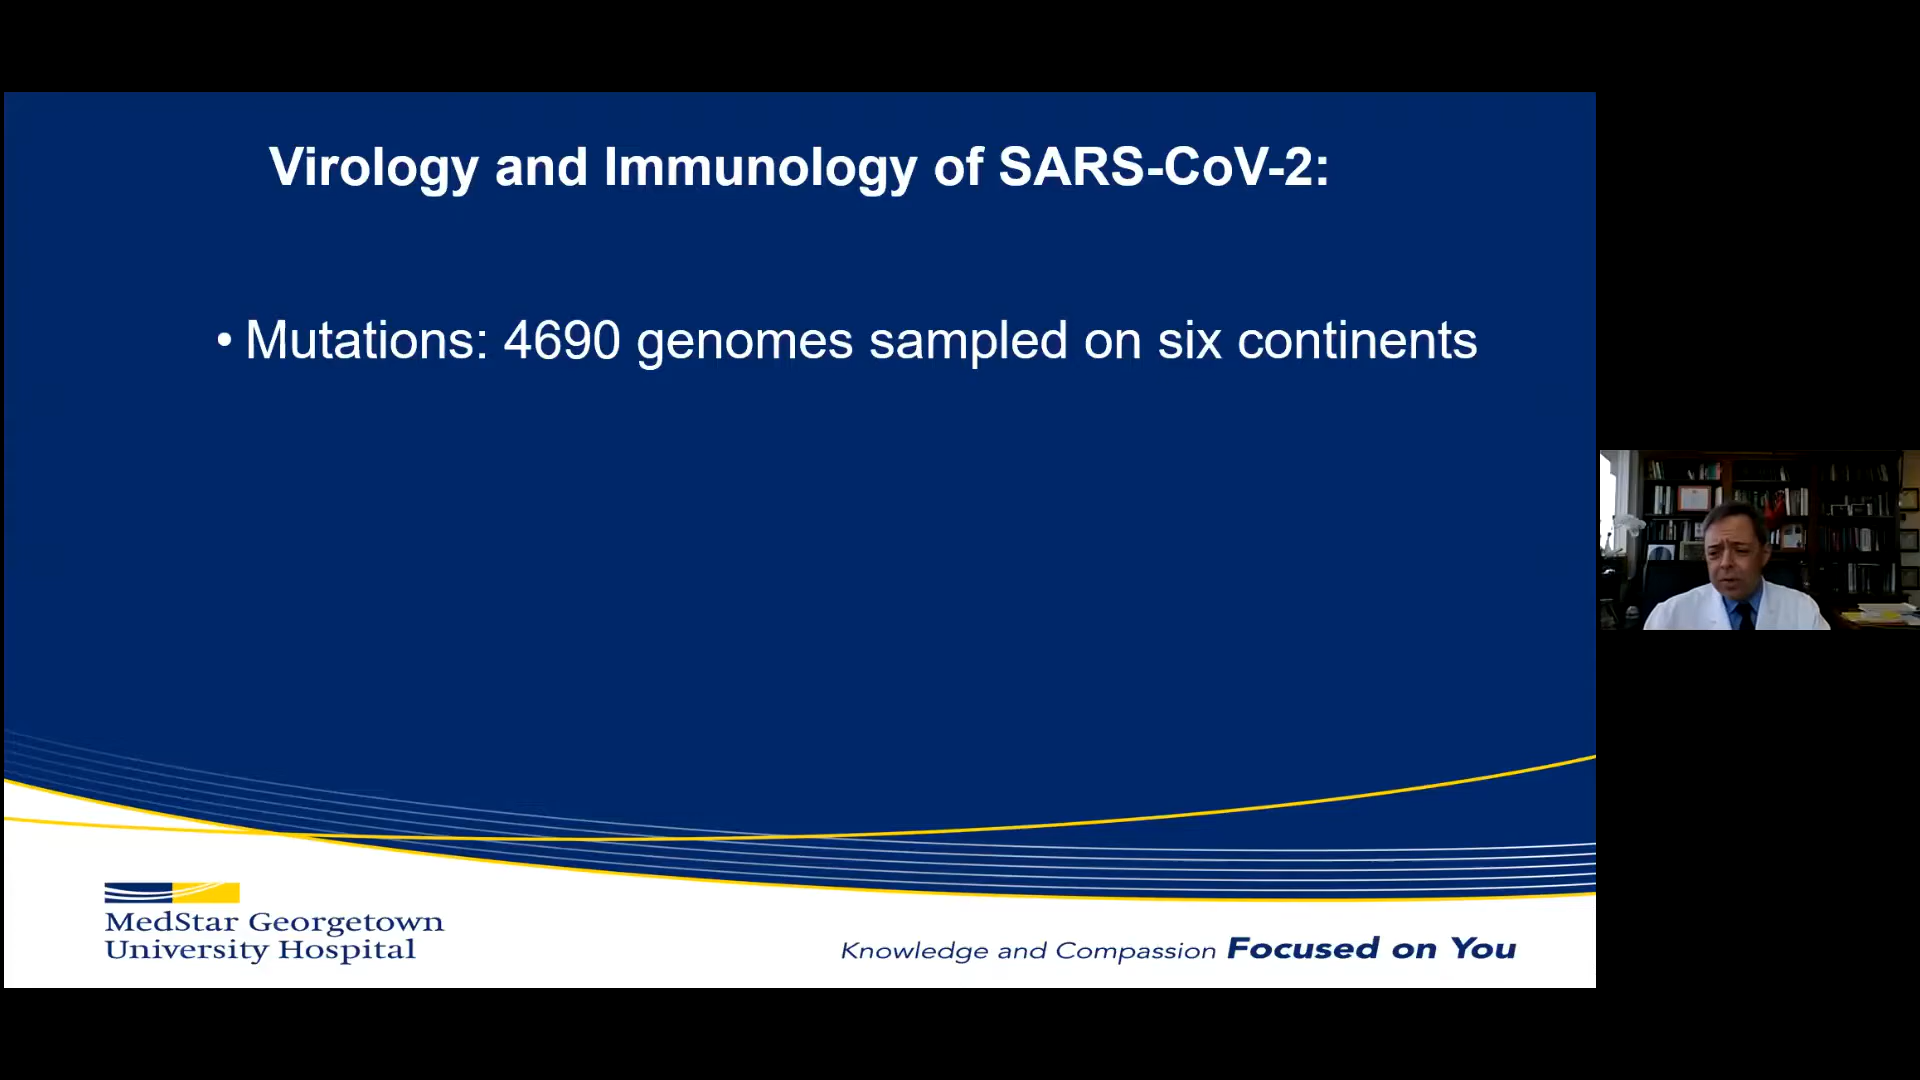 Virology and Immunology of SARS-CoV-2:
• Mutations: 4690 genomes sampled on six continents
MedStar Georgetown
University Hospital
Knowledge and Compassion Focused on You